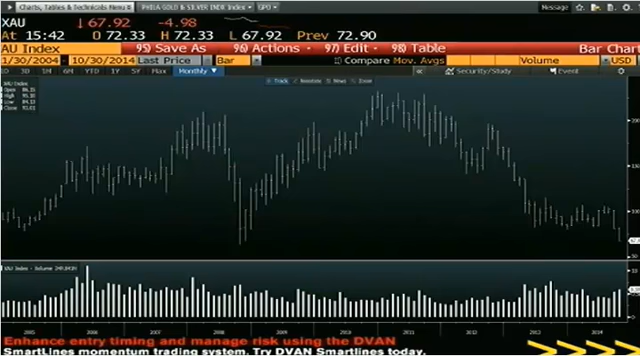 Charts, Tables & Technicals Menu PHILA GOLD & SILVER INDX Index GPO Message
XAU ↓67.92 -4.98
At 15:42 O 72.33 H 72.33 L 67.92 Prev 72.90
AU Index 95) Save As 96) Actions 97) Edit 98) Table Bar Chart
1/30/2004 - 10/30/2014 Last Price Bar Compare Mov. Avgs Volume USD
1D 3D 1M 6M YTD 1Y 5Y Max Monthly Security/Study Event
Track Annotate News Zoom
XAU Index
Open
High
Low
Close
200
150
100
50
XAU Index - Volume
2005 2006 2007 2008 2009 2010 2011 2012 2013 2014
Enhance entry timing and manage risk using the DVAN
SmartLines momentum trading system. Try DVAN Smartlines today.